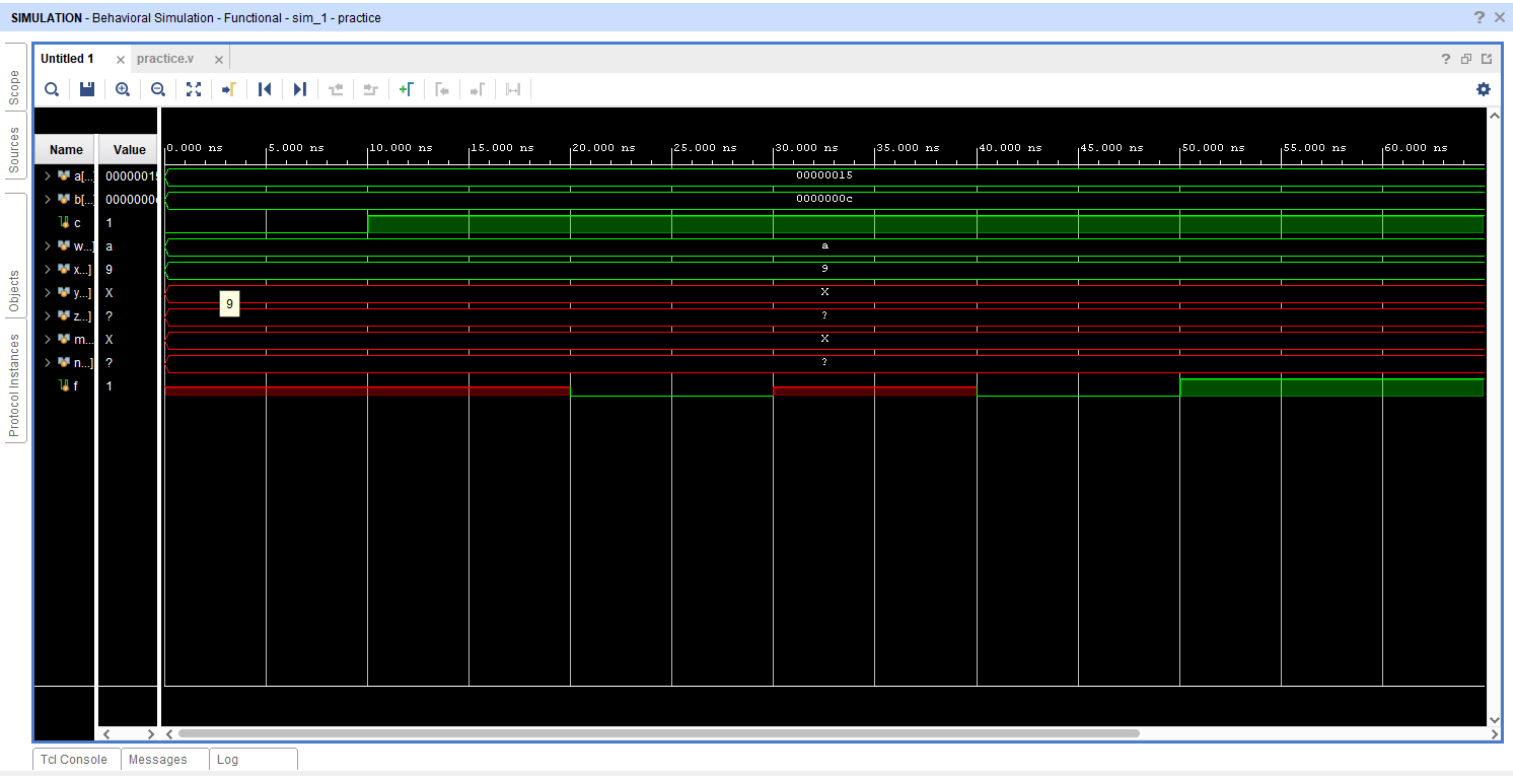 SIMULATION - Behavioral Simulation - Functional - sim_1 - practice
Scope
Sources
Objects
Protocol Instances
Untitled 1 practice.v
Name Value 0.000 ns 5.000 ns 10.000 ns 15.000 ns 20.000 ns 25.000 ns 30.000 ns 35.000 ns 40.000 ns 45.000 ns 50.000 ns 55.000 ns 60.000 ns
a[... 00000015 00000015
b[... 0000000 0000000c
c 1
w...] a a
x...] 9 9
y...] X X
9
z...] ? ?
m... X X
n...] ? ?
f 1
Tcl Console Messages Log